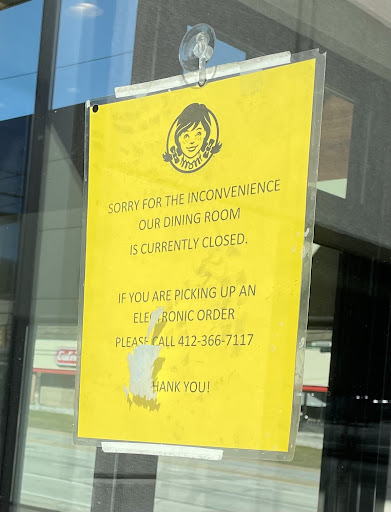 SORRY FOR THE INCONVENIENCE
OUR DINING ROOM
IS CURRENTLY CLOSED.
IF YOU ARE PICKING UP AN
ELECTRONIC ORDER
PLEASE CALL 412-366-7117
HANK YOU!